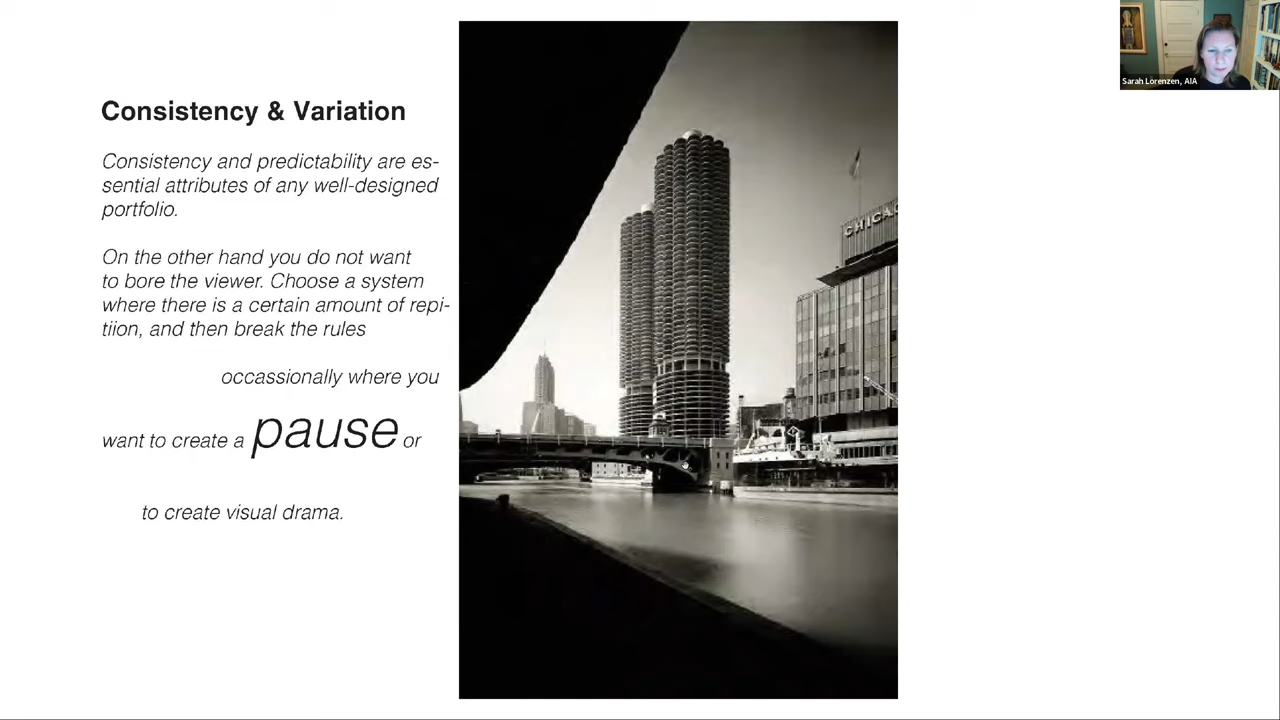 Sarah Lorenzen, AIA
Consistency & Variation
Consistency and predictability are es-
sential attributes of any well-designed
portfolio.
On the other hand you do not want
to bore the viewer. Choose a system
where there is a certain amount of repi-
tiion, and then break the rules
occassionally where you
want to create a pause or
to create visual drama.
CHICAG